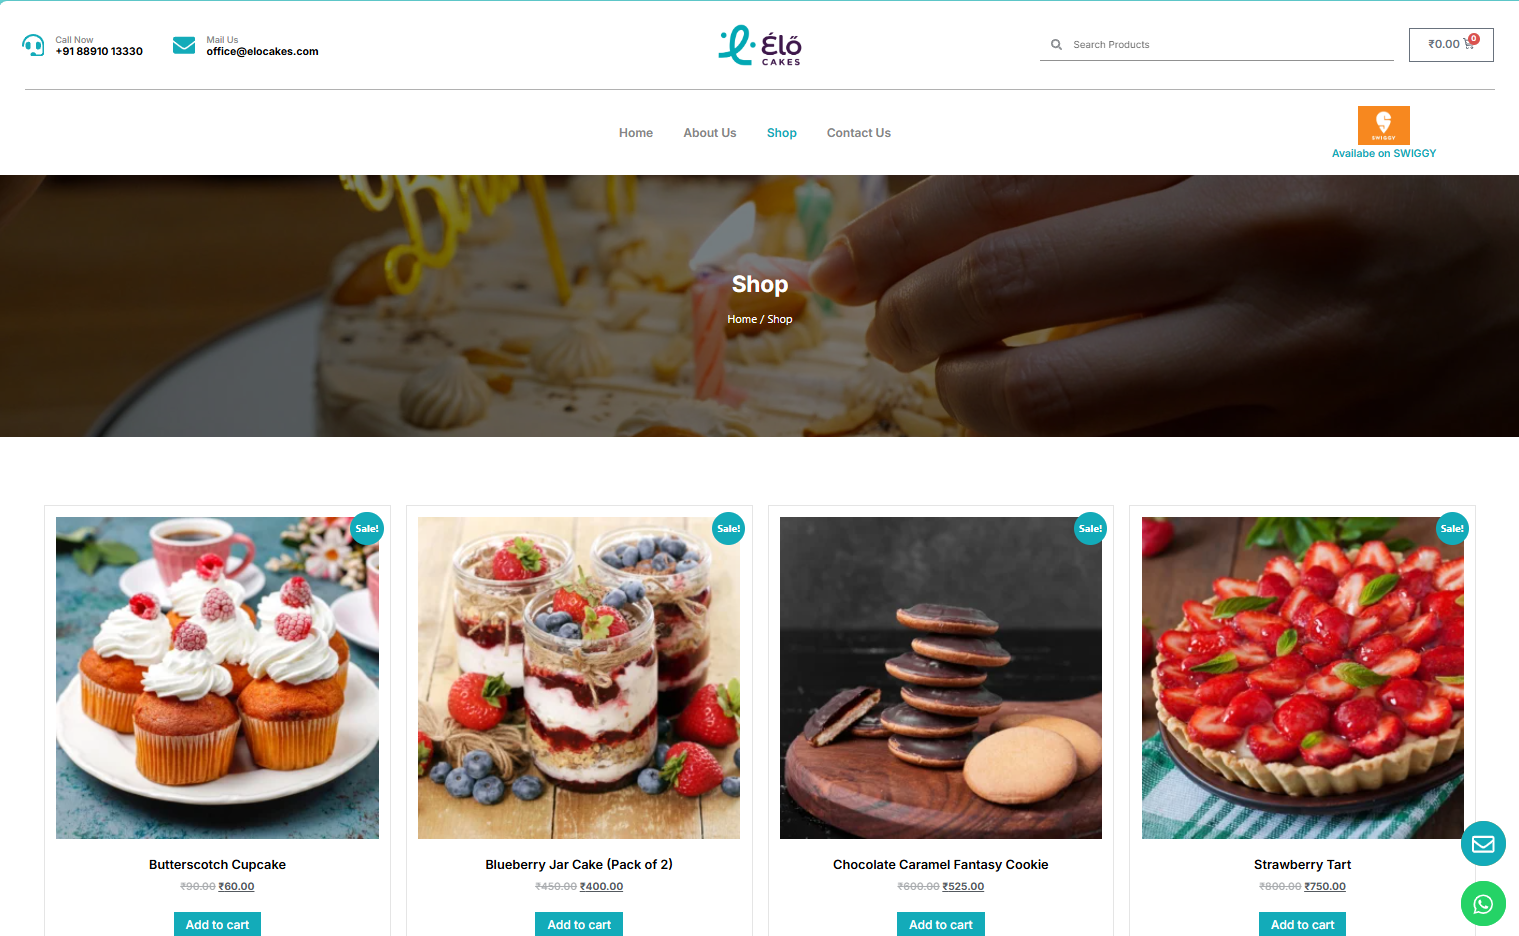 Call Now
+91 88910 13330
Mail Us
office@elocakes.com
Élő
CAKES
Search Products
₹0.00
0
Home
About Us
Shop
Contact Us
SWIGGY
Availabe on SWIGGY
Shop
Home / Shop
Sale!
Sale!
Sale!
Sale!
Butterscotch Cupcake
₹90.00 ₹60.00
Add to cart
Blueberry Jar Cake (Pack of 2)
₹450.00 ₹400.00
Add to cart
Chocolate Caramel Fantasy Cookie
₹600.00 ₹525.00
Add to cart
Strawberry Tart
₹800.00 ₹750.00
Add to cart